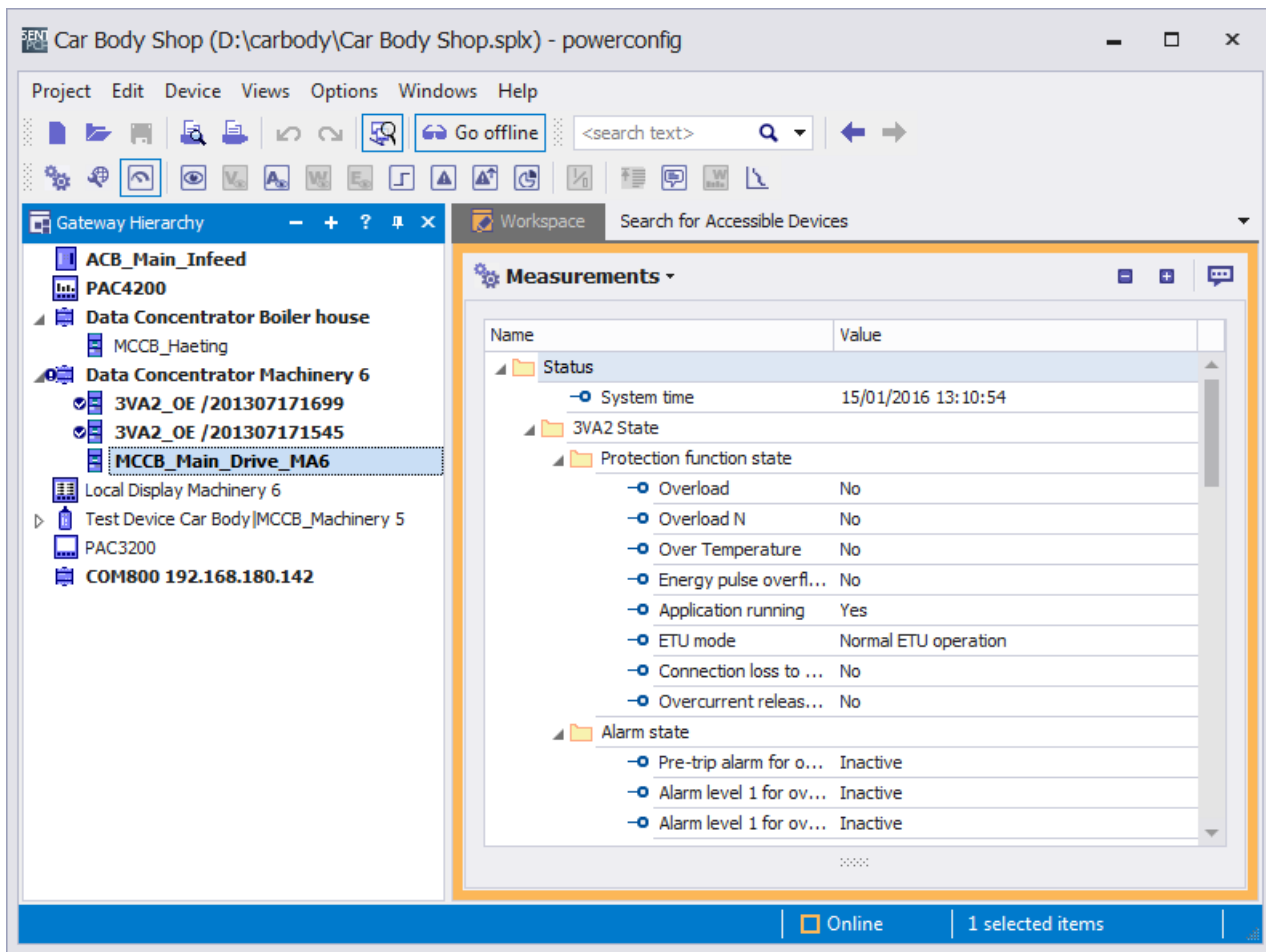 SENT PCF Car Body Shop (D:\carbody\Car Body Shop.splx) - powerconfig
Project Edit Device Views Options Windows Help
Go offline <search text>
Gateway Hierarchy
Workspace Search for Accessible Devices
ACB_Main_Infeed
PAC4200
Data Concentrator Boiler house
MCCB_Haeting
Data Concentrator Machinery 6
3VA2_OE /201307171699
3VA2_OE /201307171545
MCCB_Main_Drive_MA6
Local Display Machinery 6
Test Device Car Body|MCCB_Machinery 5
PAC3200
COM800 192.168.180.142
Measurements
Name Value
Status
System time 15/01/2016 13:10:54
3VA2 State
Protection function state
Overload No
Overload N No
Over Temperature No
Energy pulse overfl... No
Application running Yes
ETU mode Normal ETU operation
Connection loss to ... No
Overcurrent releas... No
Alarm state
Pre-trip alarm for o... Inactive
Alarm level 1 for ov... Inactive
Alarm level 1 for ov... Inactive
Online 1 selected items